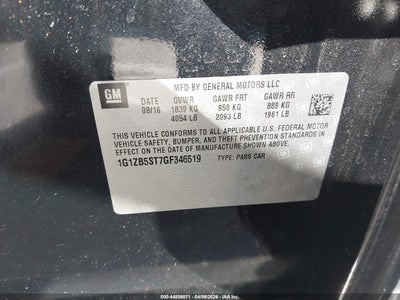 GM
MFD BY GENERAL MOTORS LLC
DATE GVWR GAWR FRT GAWR RR
08/16 1839 KG 950 KG 889 KG
4054 LB 2093 LB 1961 LB
THIS VEHICLE CONFORMS TO ALL APPLICABLE U.S. FEDERAL MOTOR
VEHICLE SAFETY, BUMPER, AND THEFT PREVENTION STANDARDS IN
EFFECT ON THE DATE OF MANUFACTURE SHOWN ABOVE.
1G1ZB5ST7GF346519 TYPE: PASS CAR
000-44806871 - 04/06/2026 - IAA Inc.